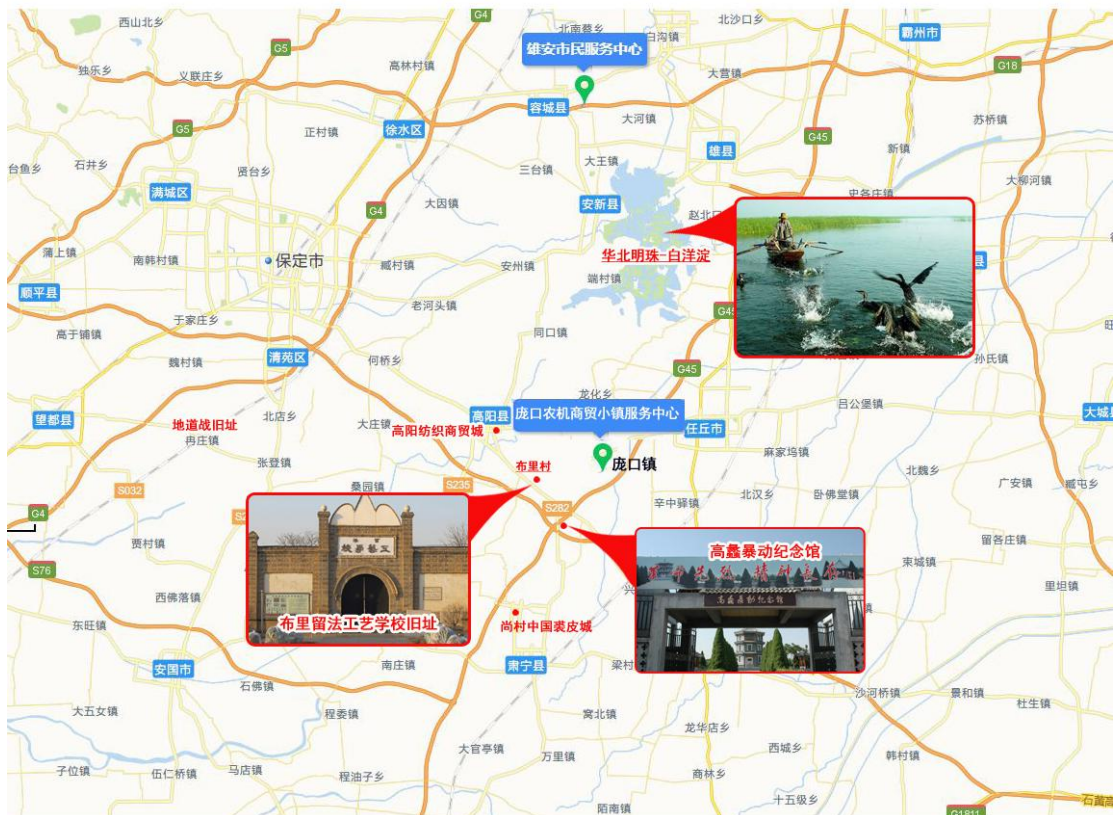 西山北乡
G4
北南蔡乡
白沟镇
北沙口乡
霸州市
雄安市民服务中心
G5
独乐乡
义联庄乡
高林村镇
大营镇
G18
容城县
大河镇
苏桥镇
G5
正村镇
徐水区
G45
台鱼乡
石井乡
贤台乡
三台镇
大王镇
雄县
新镇
满城区
大柳河镇
安新县
史各庄镇
大因镇
G4
赵北口
蒲上镇
南韩村镇
保定市
臧村镇
安州镇
华北明珠-白洋淀
端村镇
顺平县
老河头镇
于家庄乡
同口镇
高于铺镇
魏村镇
清苑区
何桥乡
G45
孙氏镇
龙化乡
望都县
北店乡
地道战旧址
冉庄镇
大庄镇
高阳县
高阳纺织商贸城
庞口农机商贸小镇服务中心
任丘市
吕公堡镇
大城县
张登镇
布里村
庞口镇
麻家坞镇
北魏乡
S032
桑园镇
S235
辛中驿镇
北汉乡
卧佛堂镇
广安镇
臧屯乡
G4
S282
贾村镇
高蠡暴动纪念馆
留各庄镇
S76
工艺学校
束城镇
高蠡暴动纪念馆
里坦镇
西佛落镇
布里留法工艺学校旧址
尚村中国裘皮城
东旺镇
安国市
南庄镇
肃宁县
梁村
石佛镇
沙河桥镇
景和镇
杜生镇
大五女镇
程委镇
窝北镇
龙华店乡
大官亭镇
万里镇
西城乡
韩村镇
子位镇
伍仁桥镇
马店镇
程油子乡
商林乡
陌南镇
十五级乡
石黄高
G1811